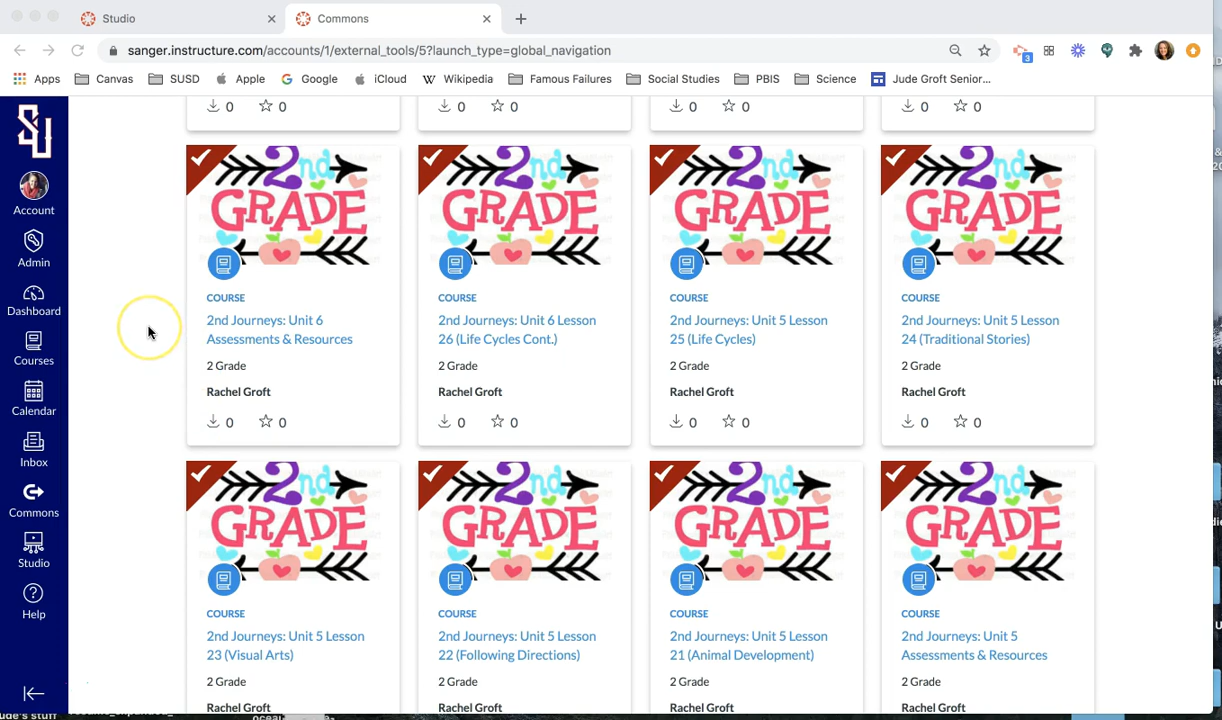 Studio
Commons
sanger.instructure.com/accounts/1/external_tools/5?launch_type=global_navigation
3
Apps Canvas SUSD Apple Google iCloud Wikipedia Famous Failures Social Studies PBIS Science Jude Groft Senior...
SU
Account
Admin
Dashboard
Courses
Calendar
Inbox
Commons
Studio
Help
0 0 0 0 0 0 0 0
2nd GRADE 2nd GRADE 2nd GRADE 2nd GRADE
COURSE COURSE COURSE COURSE
2nd Journeys: Unit 6 2nd Journeys: Unit 6 Lesson 2nd Journeys: Unit 5 Lesson 2nd Journeys: Unit 5 Lesson
Assessments & Resources 26 (Life Cycles Cont.) 25 (Life Cycles) 24 (Traditional Stories)
2 Grade 2 Grade 2 Grade 2 Grade
Rachel Groft Rachel Groft Rachel Groft Rachel Groft
0 0 0 0 0 0 0 0
2nd GRADE 2nd GRADE 2nd GRADE 2nd GRADE
COURSE COURSE COURSE COURSE
2nd Journeys: Unit 5 Lesson 2nd Journeys: Unit 5 Lesson 2nd Journeys: Unit 5 Lesson 2nd Journeys: Unit 5
23 (Visual Arts) 22 (Following Directions) 21 (Animal Development) Assessments & Resources
2 Grade 2 Grade 2 Grade 2 Grade
Rachel Groft Rachel Groft Rachel Groft Rachel Groft